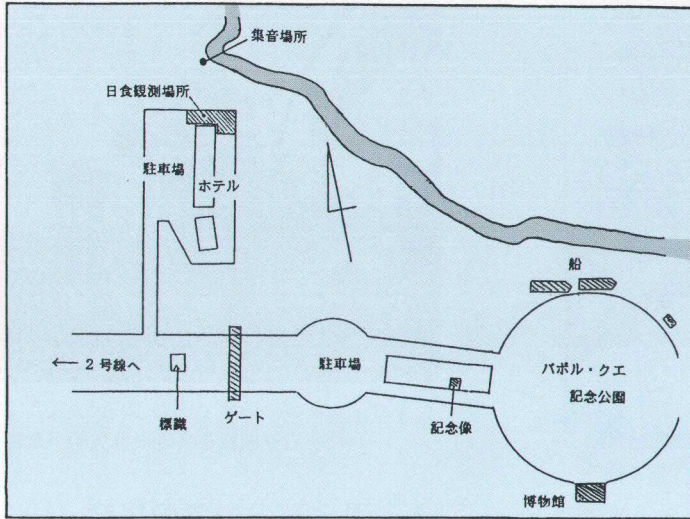 集音場所
日食観測場所
駐車場
ホテル
船
← 2号線へ
駐車場
バポル・クエ
記念公園
標識
ゲート
記念像
博物館